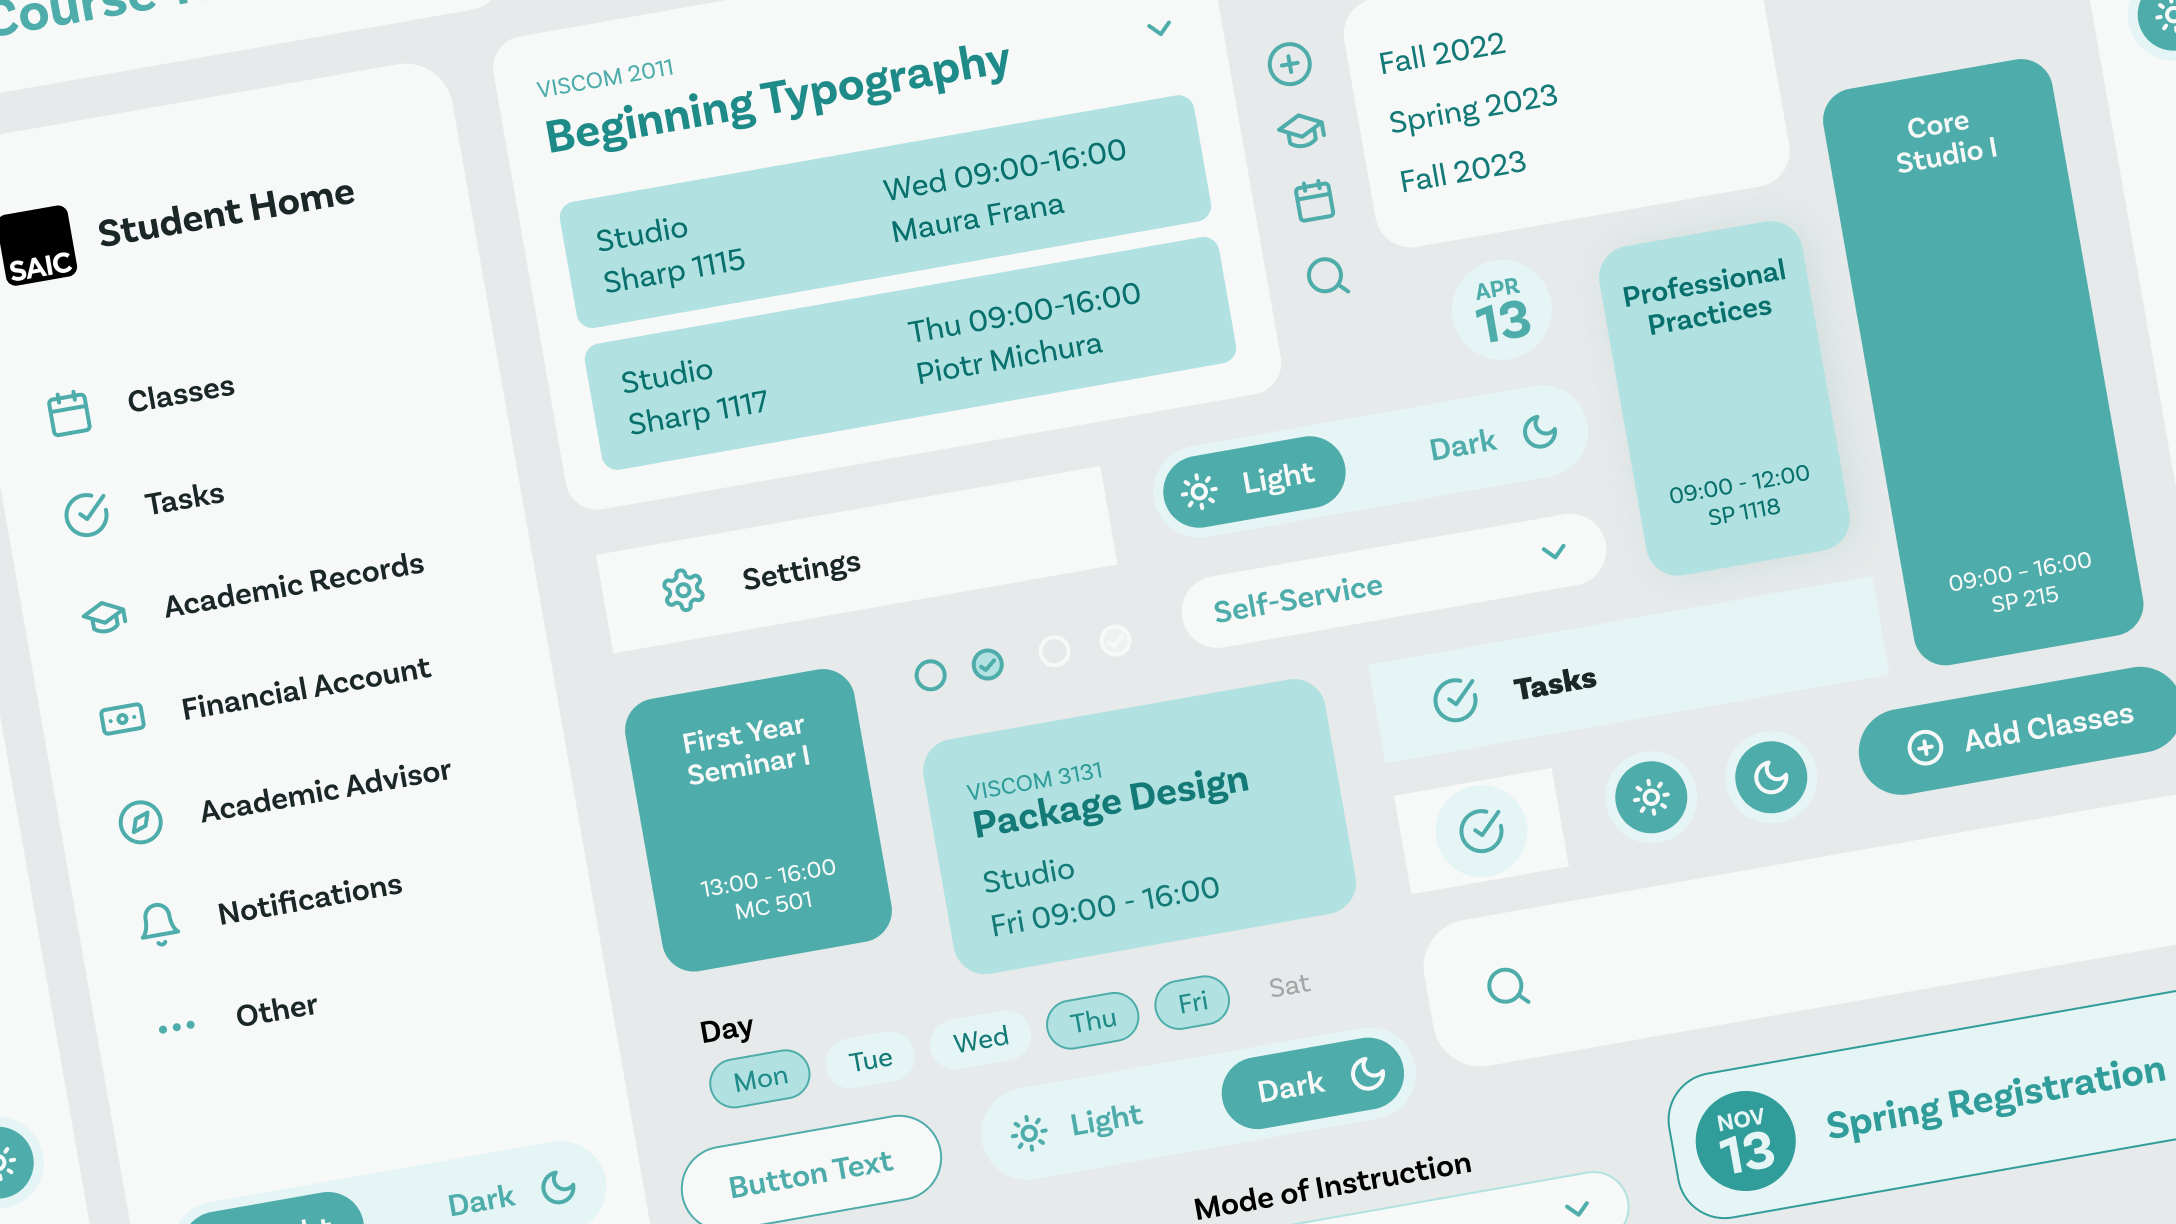 Course
SAIC
Student Home
Classes
Tasks
Academic Records
Financial Account
Academic Advisor
Notifications
Other
Dark
VISCOM 2011
Beginning Typography
Studio
Sharp 1115
Wed 09:00-16:00
Maura Frana
Studio
Sharp 1117
Thu 09:00-16:00
Piotr Michura
Settings
First Year
Seminar I
13:00 - 16:00
MC 501
VISCOM 3131
Package Design
Studio
Fri 09:00 - 16:00
Day
Mon
Tue
Wed
Thu
Fri
Sat
Button Text
Light
Dark
Mode of Instruction
Fall 2022
Spring 2023
Fall 2023
APR
13
Light
Dark
Self-Service
Professional
Practices
09:00 - 12:00
SP 1118
Core
Studio I
09:00 – 16:00
SP 215
Tasks
Add Classes
NOV
13
Spring Registration